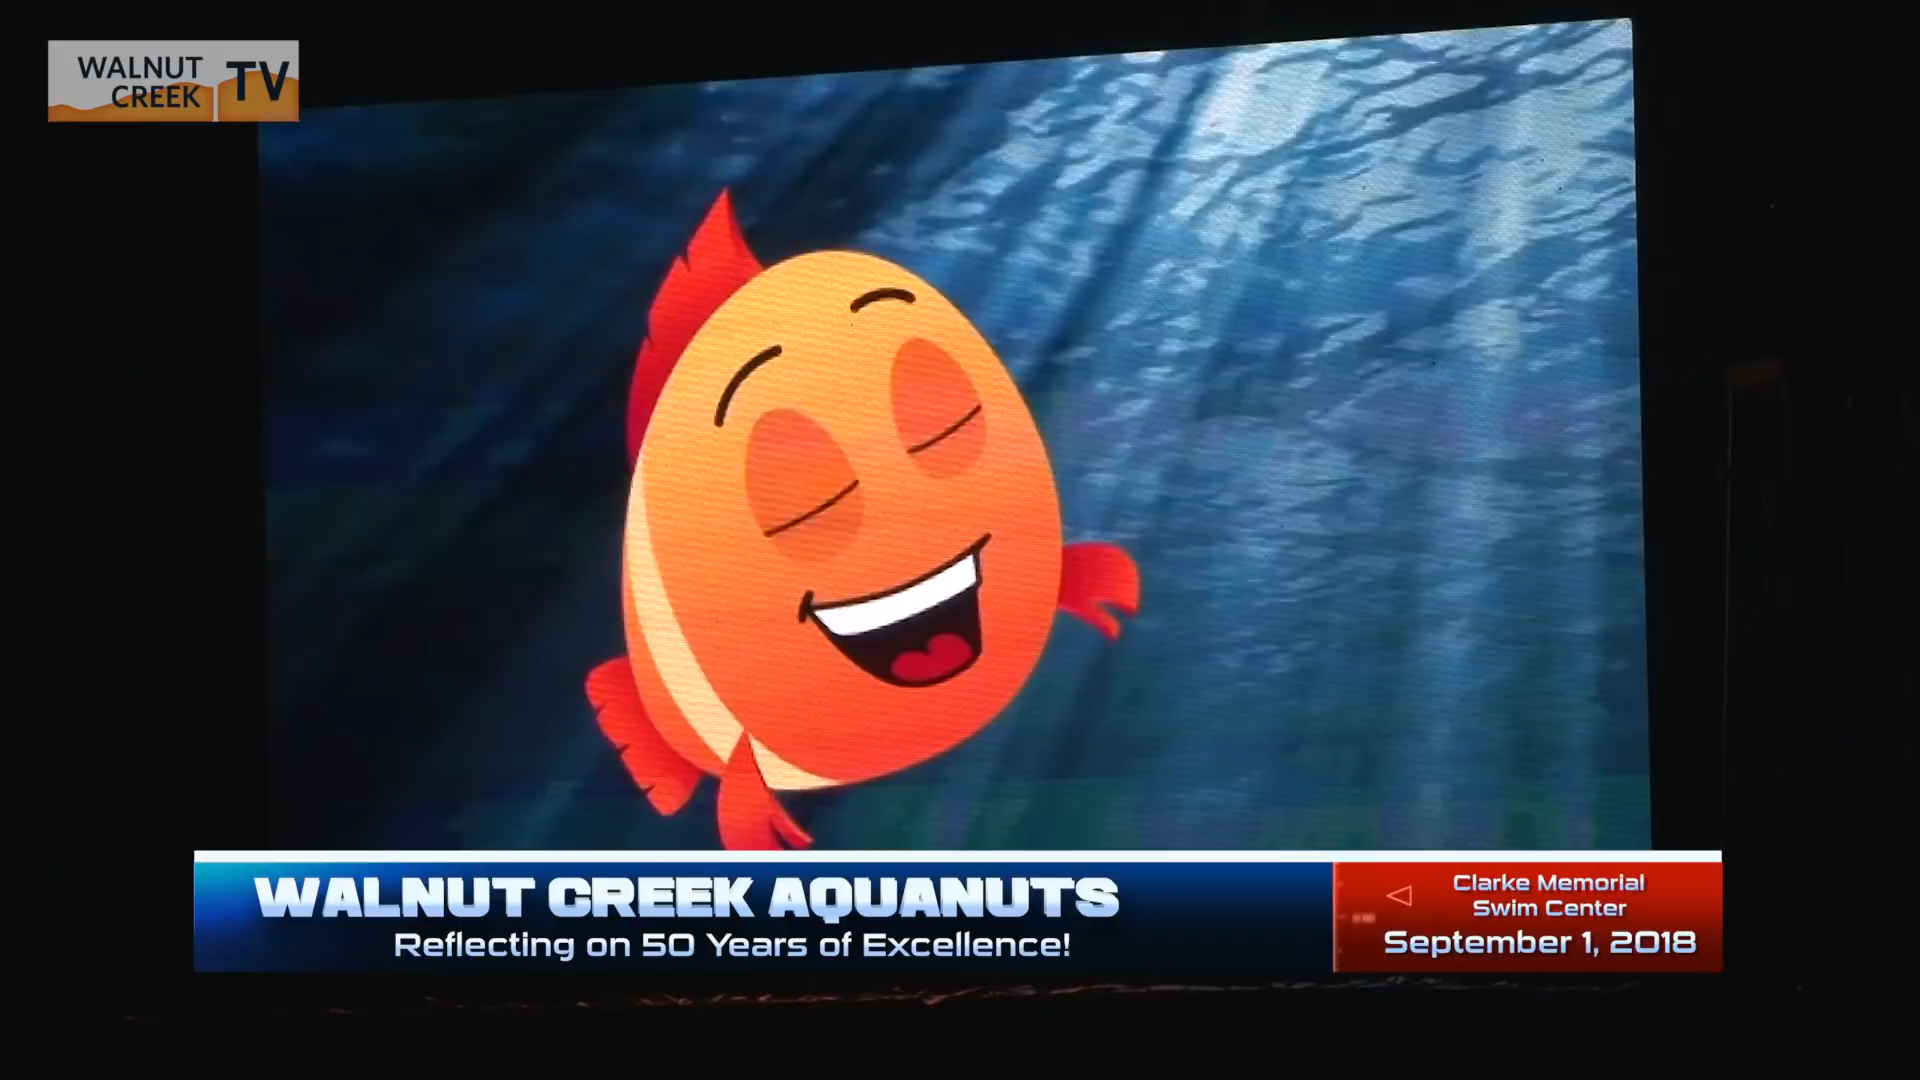 WALNUT
CREEK
TV
WALNUT CREEK AQUANUTS
Reflecting on 50 Years of Excellence!
Clarke Memorial
Swim Center
September 1, 2018